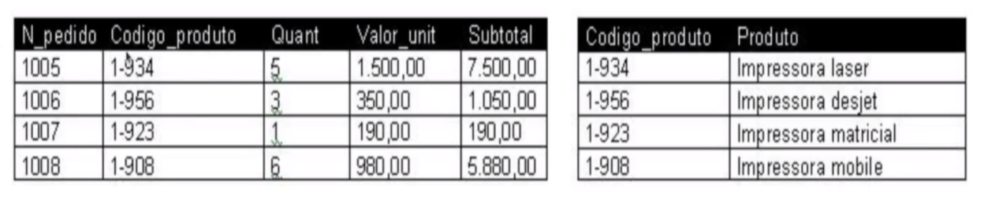 N_pedido Codigo_produto Quant Valor_unit Subtotal
1005 1-934 5 1.500,00 7.500,00
1006 1-956 3 350,00 1.050,00
1007 1-923 1 190,00 190,00
1008 1-908 6 980,00 5.880,00
Codigo_produto Produto
1-934 Impressora laser
1-956 Impressora desjet
1-923 Impressora matricial
1-908 Impressora mobile